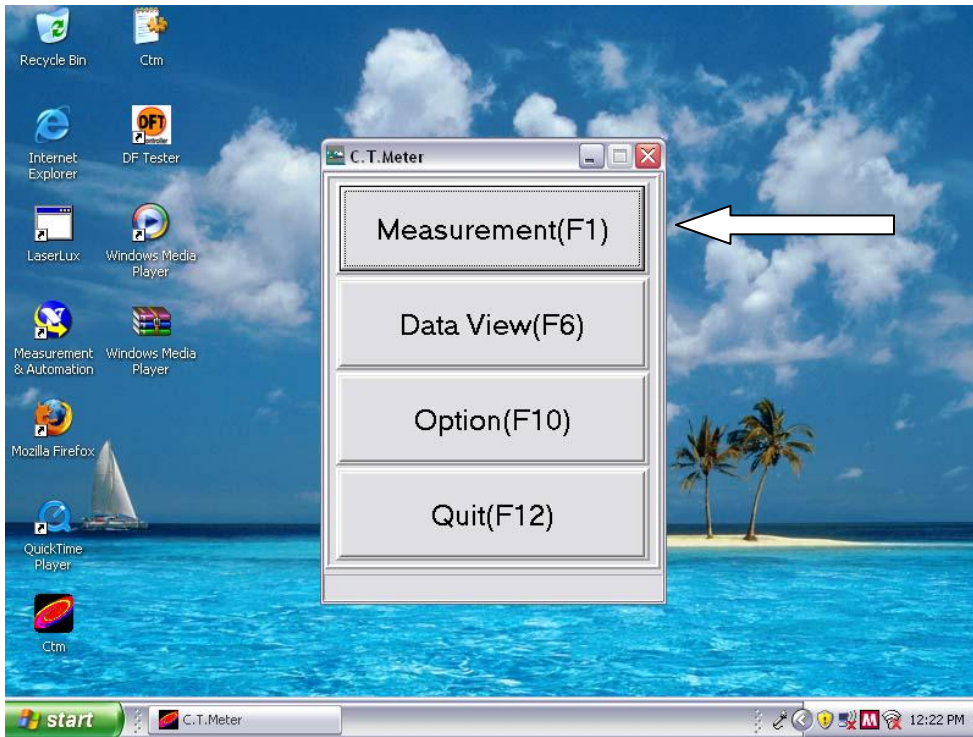 Recycle Bin
Ctm
Internet
Explorer
DFT
DF Tester
LaserLux
Windows Media
Player
Measurement
& Automation
Windows Media
Player
Mozilla Firefox
QuickTime
Player
Ctm
C.T.Meter
Measurement(F1)
Data View(F6)
Option(F10)
Quit(F12)
start
C.T.Meter
M
12:22 PM